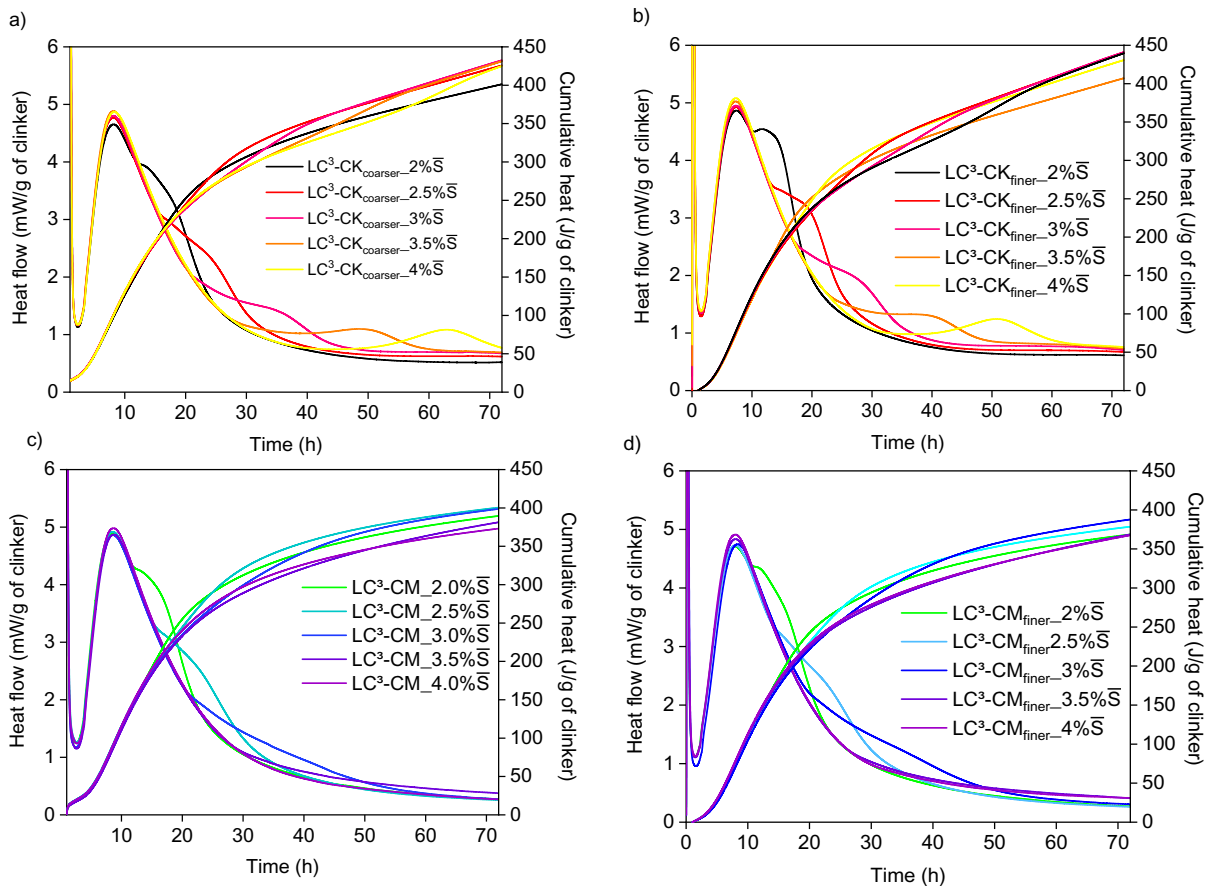 a)
6
5
4
3
2
1
0
Heat flow (mW/g of clinker)
450
400
350
300
250
200
150
100
50
0
Cumulative heat (J/g of clinker)
LC³-CKcoarser_2%S̅
LC³-CKcoarser_2.5%S̅
LC³-CKcoarser_3%S̅
LC³-CKcoarser_3.5%S̅
LC³-CKcoarser_4%S̅
10 20 30 40 50 60 70
Time (h)
b)
6
5
4
3
2
1
0
Heat flow (mW/g of clinker)
450
400
350
300
250
200
150
100
50
0
Cumulative heat (J/g of clinker)
LC³-CKfiner_2%S̅
LC³-CKfiner_2.5%S̅
LC³-CKfiner_3%S̅
LC³-CKfiner_3.5%S̅
LC³-CKfiner_4%S̅
0 10 20 30 40 50 60 70
Time (h)
c)
6
5
4
3
2
1
0
Heat flow (mW/g of clinker)
450
400
350
300
250
200
150
100
50
0
Cumulative heat (J/g of clinker)
LC³-CM_2.0%S̅
LC³-CM_2.5%S̅
LC³-CM_3.0%S̅
LC³-CM_3.5%S̅
LC³-CM_4.0%S̅
10 20 30 40 50 60 70
Time (h)
d)
6
5
4
3
2
1
0
Heat flow (mW/g of clinker)
450
400
350
300
250
200
150
100
50
0
Cumulative heat (J/g of clinker)
LC³-CMfiner_2%S̅
LC³-CMfiner2.5%S̅
LC³-CMfiner_3%S̅
LC³-CMfiner_3.5%S̅
LC³-CMfiner_4%S̅
0 10 20 30 40 50 60 70
Time (h)